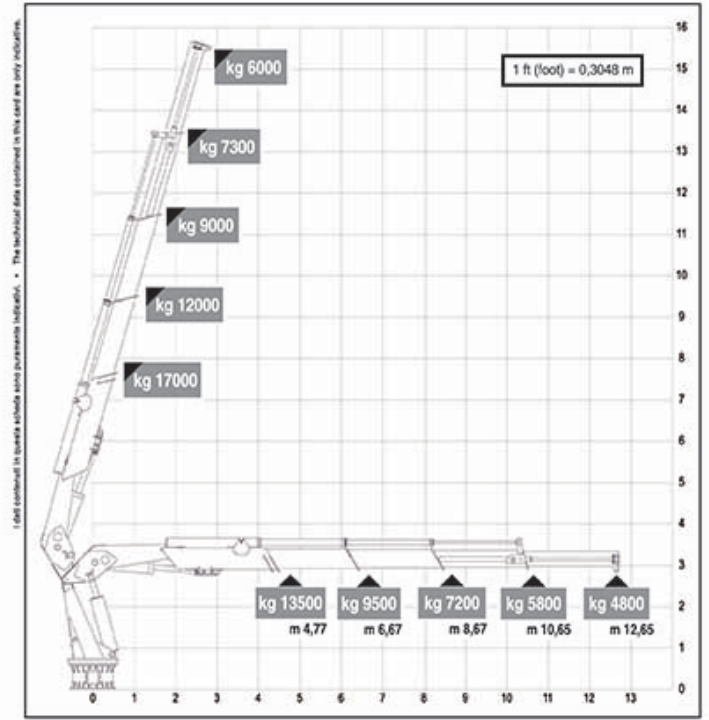 I dati contenuti in questa scheda sono puramente indicativi. • The technical data contained in this card are only indicative.
1 ft (foot) = 0,3048 m
kg 6000
kg 7300
kg 9000
kg 12000
kg 17000
16
15
14
13
12
11
10
9
8
7
6
5
4
3
2
1
0
kg 13500 kg 9500 kg 7200 kg 5800 kg 4800
m 4,77 m 6,67 m 8,67 m 10,65 m 12,65
0 1 2 3 4 5 6 7 8 9 10 11 12 13